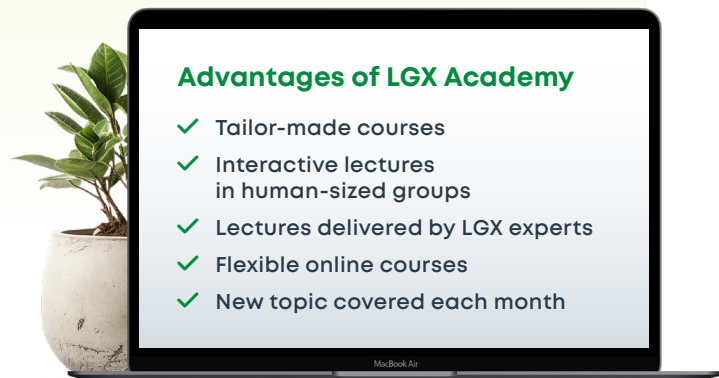 Advantages of LGX Academy
✓ Tailor-made courses
✓ Interactive lectures
in human-sized groups
✓ Lectures delivered by LGX experts
✓ Flexible online courses
✓ New topic covered each month
MacBook Air